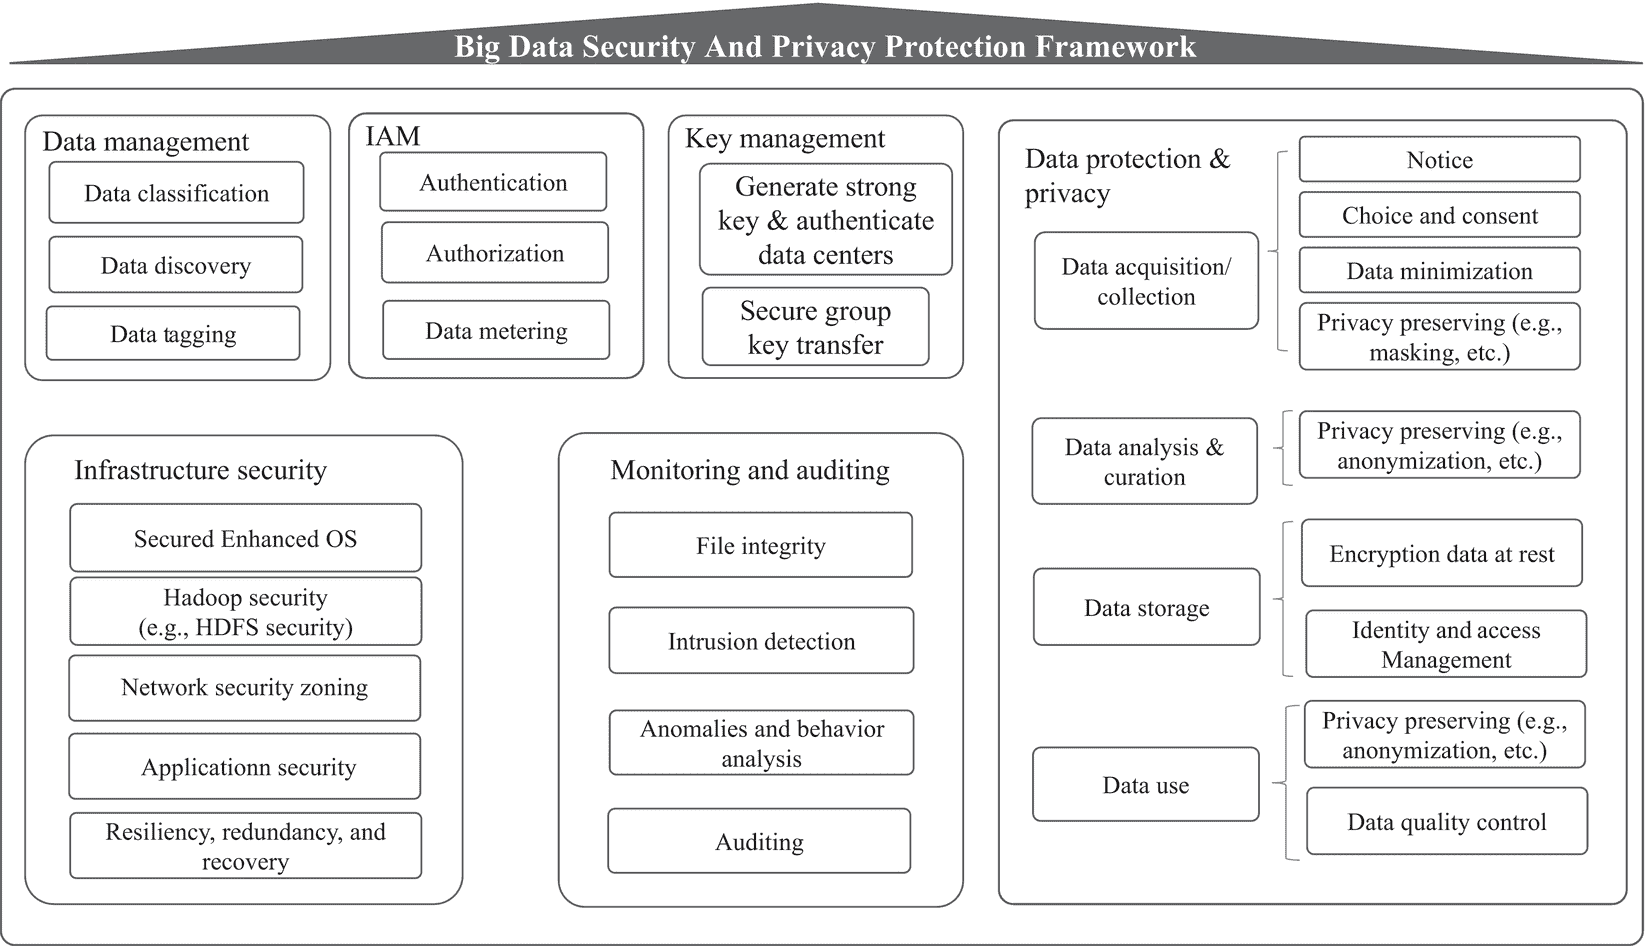 Big Data Security And Privacy Protection Framework
Data management
Data classification
Data discovery
Data tagging
IAM
Authentication
Authorization
Data metering
Key management
Generate strong
key & authenticate
data centers
Secure group
key transfer
Infrastructure security
Secured Enhanced OS
Hadoop security
(e.g., HDFS security)
Network security zoning
Applicationn security
Resiliency, redundancy, and
recovery
Monitoring and auditing
File integrity
Intrusion detection
Anomalies and behavior
analysis
Auditing
Data protection &
privacy
Data acquisition/
collection
Notice
Choice and consent
Data minimization
Privacy preserving (e.g.,
masking, etc.)
Data analysis &
curation
Privacy preserving (e.g.,
anonymization, etc.)
Data storage
Encryption data at rest
Identity and access
Management
Data use
Privacy preserving (e.g.,
anonymization, etc.)
Data quality control